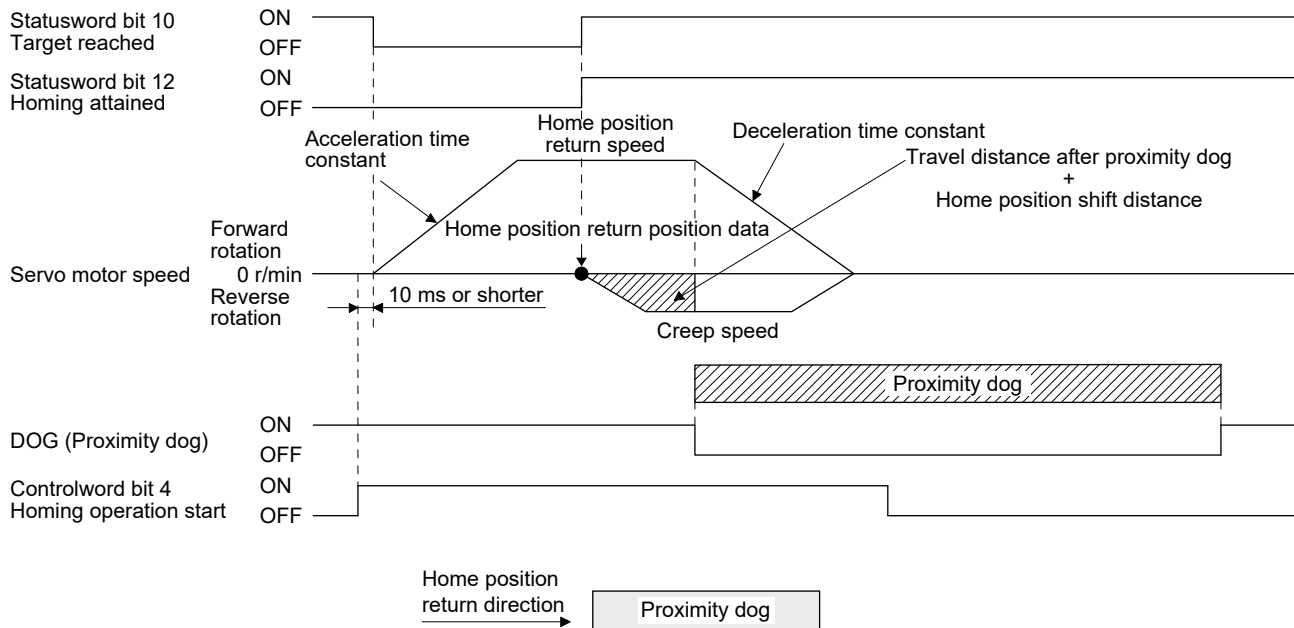 Statusword bit 10
Target reached
ON
OFF
Statusword bit 12
Homing attained
ON
OFF
Acceleration time
constant
Home position
return speed
Deceleration time constant
Travel distance after proximity dog
+
Home position shift distance
Home position return position data
Servo motor speed
Forward
rotation
0 r/min
Reverse
rotation
10 ms or shorter
Creep speed
Proximity dog
DOG (Proximity dog)
ON
OFF
Controlword bit 4
Homing operation start
ON
OFF
Home position
return direction
Proximity dog